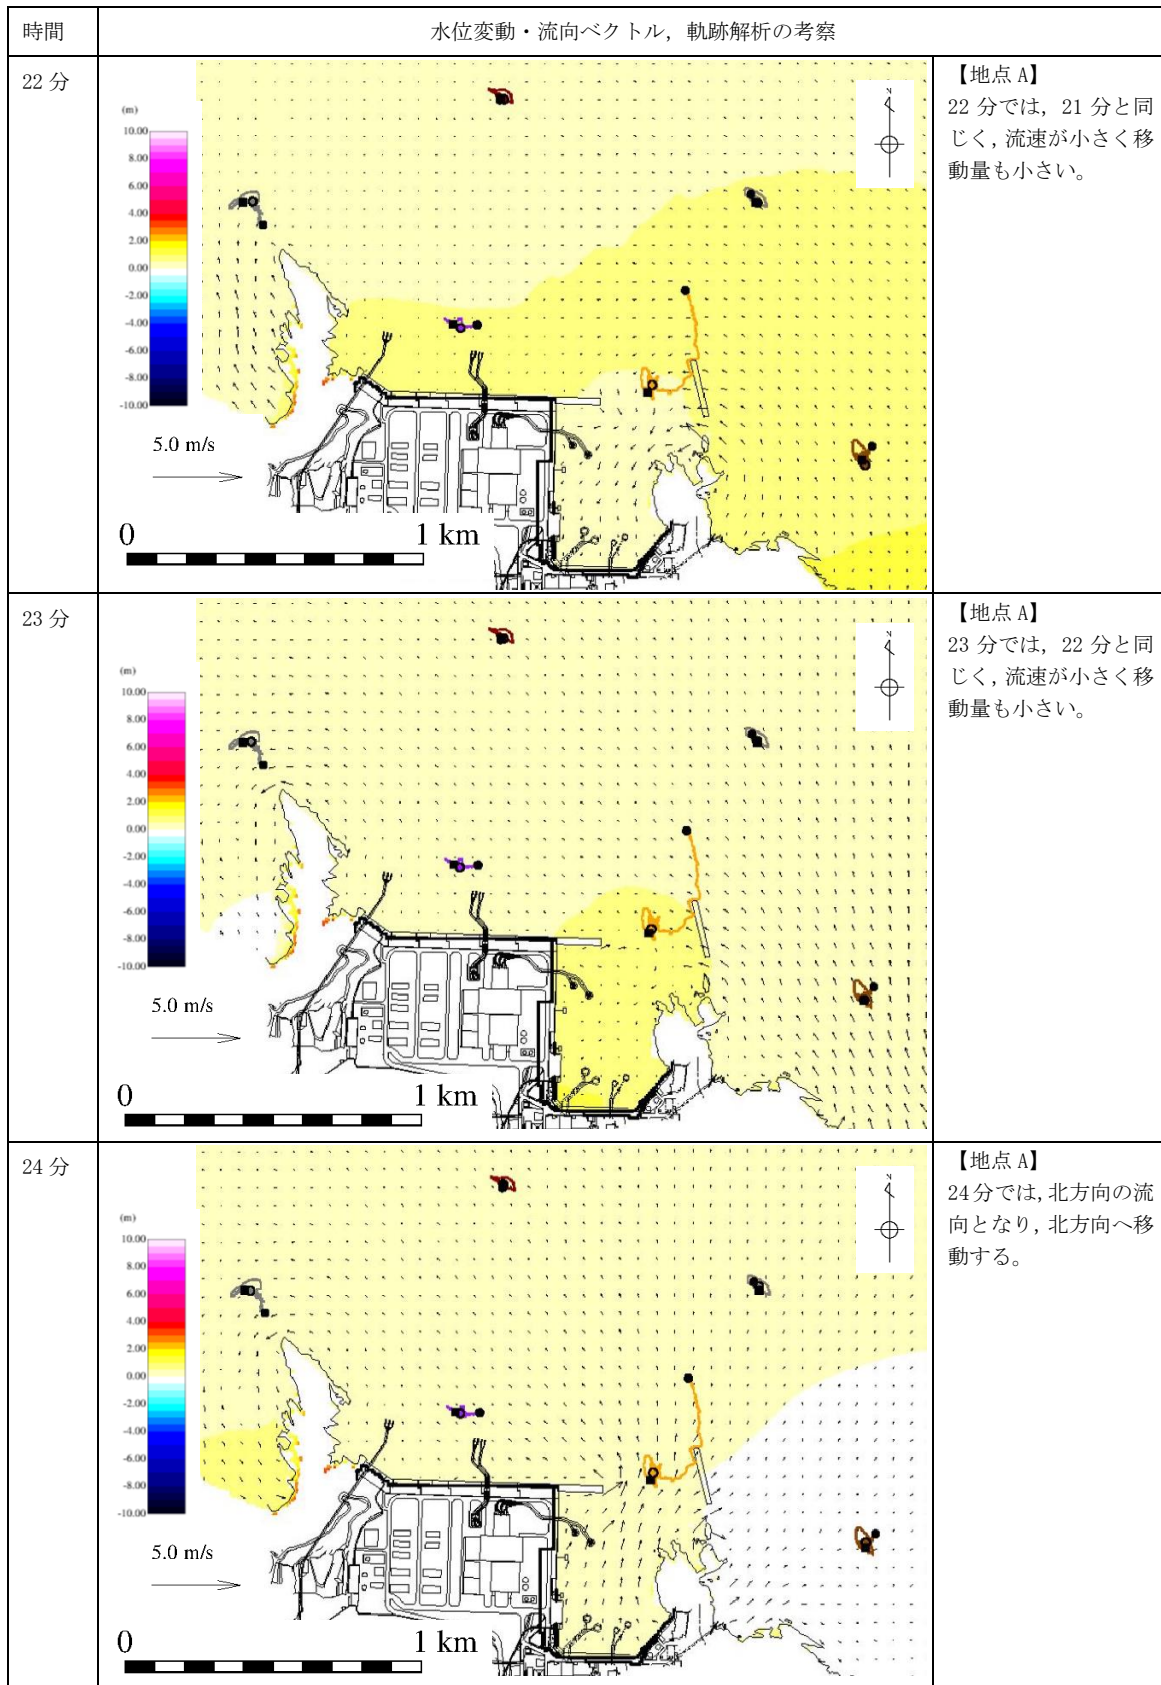 時間
水位変動・流向ベクトル，軌跡解析の考察
22 分
(m)
10.00
8.00
6.00
4.00
2.00
0.00
-2.00
-4.00
-6.00
-8.00
-10.00
5.0 m/s
0
1 km
N
【地点 A】
22 分では，21 分と同
じく，流速が小さく移
動量も小さい。
23 分
(m)
10.00
8.00
6.00
4.00
2.00
0.00
-2.00
-4.00
-6.00
-8.00
-10.00
5.0 m/s
0
1 km
N
【地点 A】
23 分では，22 分と同
じく，流速が小さく移
動量も小さい。
24 分
(m)
10.00
8.00
6.00
4.00
2.00
0.00
-2.00
-4.00
-6.00
-8.00
-10.00
5.0 m/s
0
1 km
N
【地点 A】
24分では，北方向の流
向となり，北方向へ移
動する。